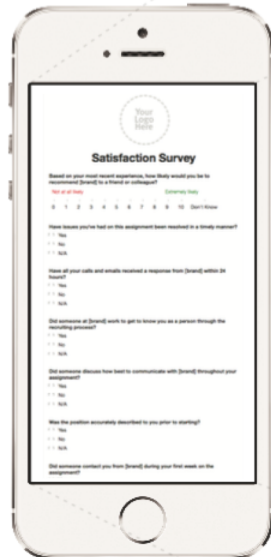 Your
Logo
Here
Satisfaction Survey
Based on your most recent experience, how likely would you be to
recommend [brand] to a friend or colleague?
Not at all likely Extremely likely
0 1 2 3 4 5 6 7 8 9 10 Don't Know
Have issues you've had on this assignment been resolved in a timely manner?
Yes
No
N/A
Have all your calls and emails received a response from [brand] within 24
hours?
Yes
No
N/A
Did someone at [brand] work to get to know you as a person through the
recruiting process?
Yes
No
N/A
Did someone discuss how best to communicate with [brand] throughout your
assignment?
Yes
No
N/A
Was the position accurately described to you prior to starting?
Yes
No
N/A
Did someone contact you from [brand] during your first week on the
assignment?